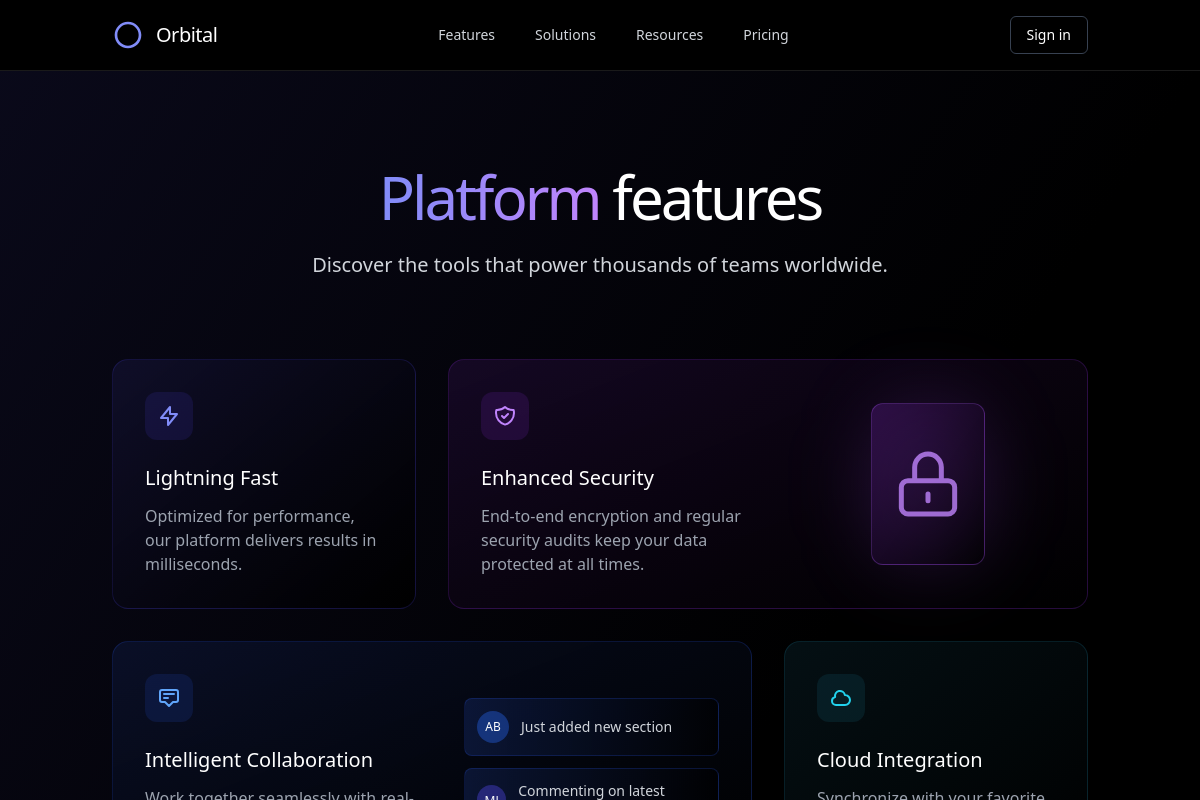 Orbital
Features
Solutions
Resources
Pricing
Sign in
Platform features
Discover the tools that power thousands of teams worldwide.
Lightning Fast
Optimized for performance,
our platform delivers results in
milliseconds.
Enhanced Security
End-to-end encryption and regular
security audits keep your data
protected at all times.
Intelligent Collaboration
Work together seamlessly with real-
AB
Just added new section
Commenting on latest
Cloud Integration
Synchronize with your favorite